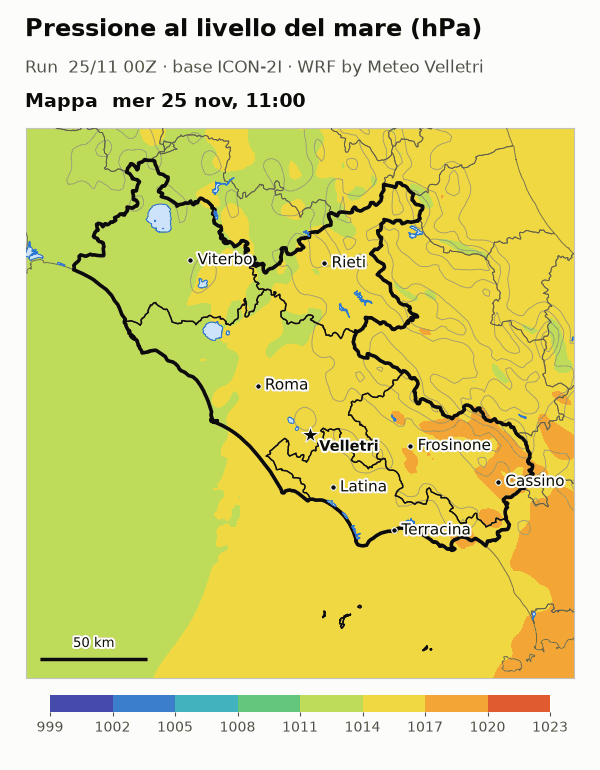 Pressione al livello del mare (hPa)
Run  25/11 00Z · base ICON-2I · WRF by Meteo Velletri
Mappa  mer 25 nov, 11:00
Viterbo
Rieti
Roma
Velletri
Frosinone
Latina
Cassino
Terracina
50 km
999 1002 1005 1008 1011 1014 1017 1020 1023